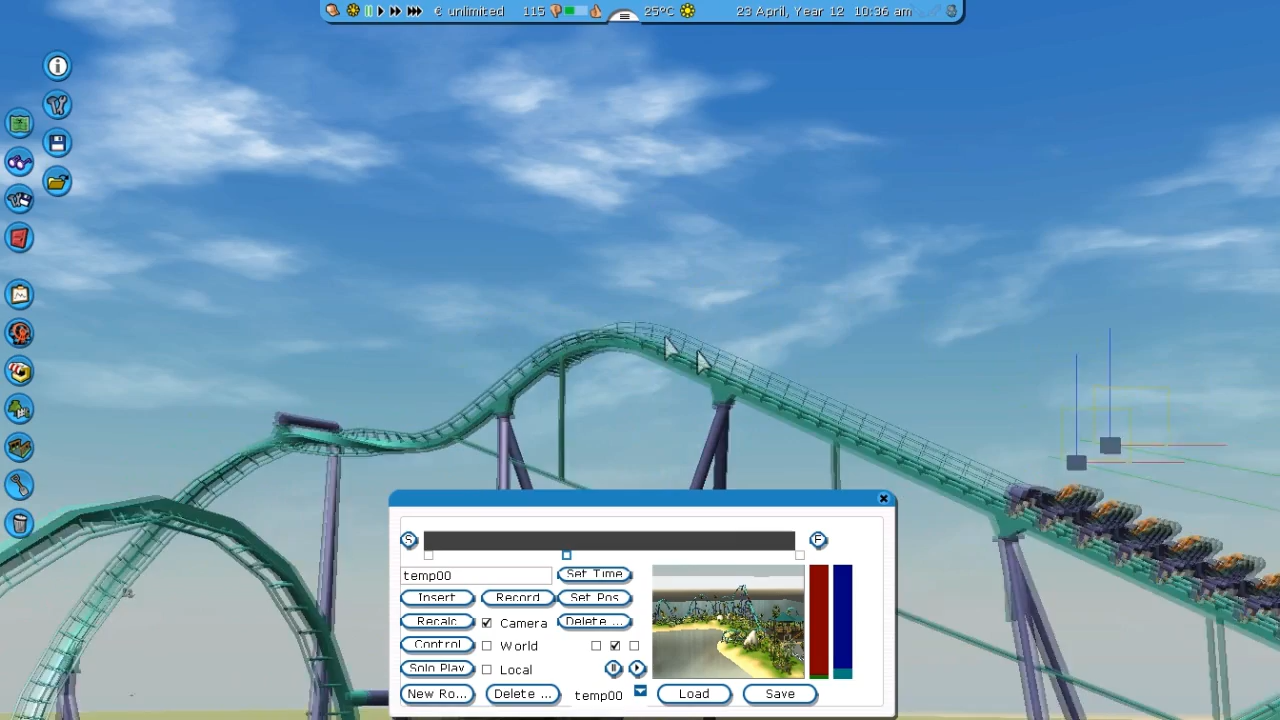 € unlimited 115 25°C 23 April, Year 12 10:36 am
S F
temp00 Set Time
Insert Record Set Pos
Recalc Camera Delete ...
Control World
Solo Play Local
New Ro... Delete ... temp00 Load Save